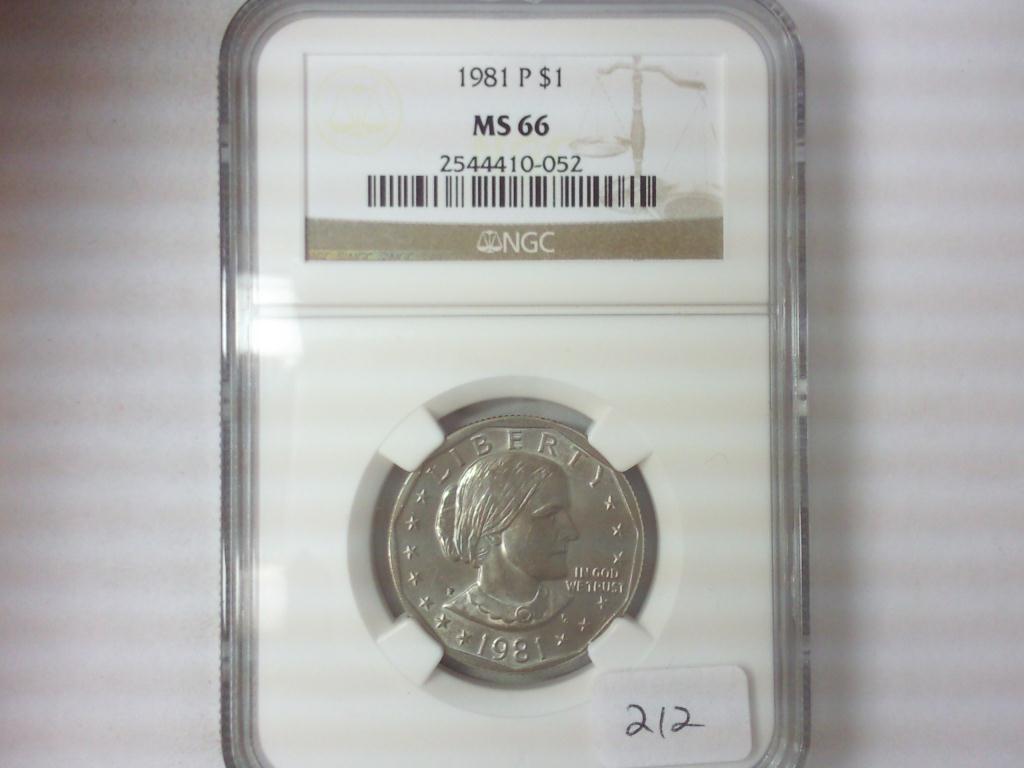 1981 P $1
MS 66
2544410-052
NGC
LIBERTY
IN GOD
WE TRUST
P
1981
212